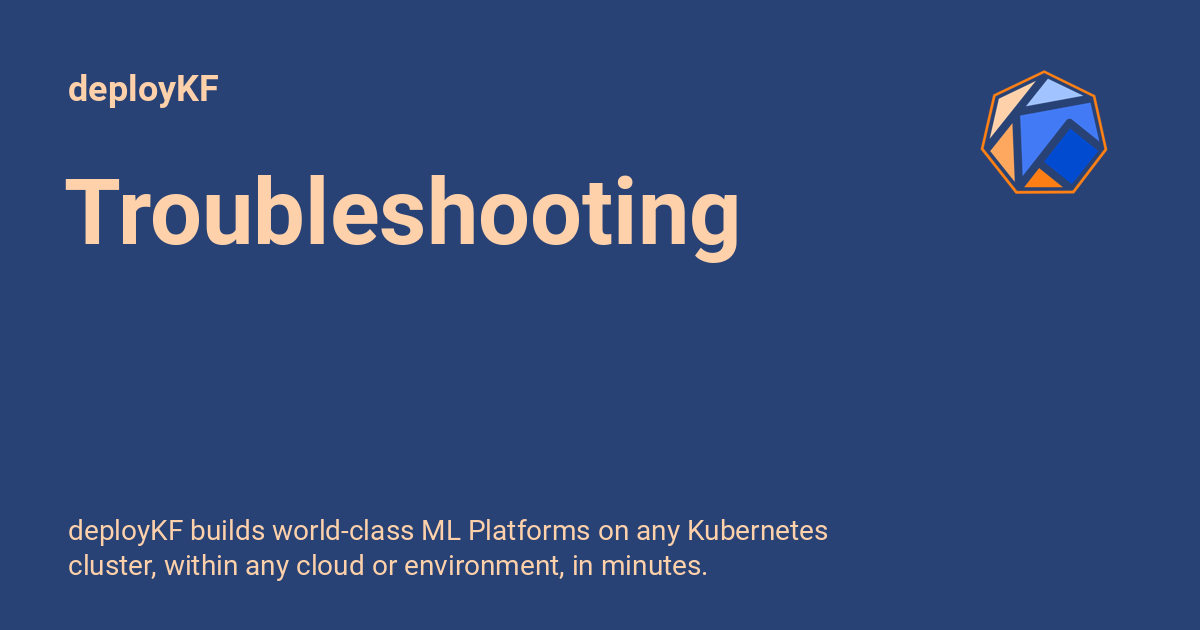 deployKF
Troubleshooting
deployKF builds world-class ML Platforms on any Kubernetes
cluster, within any cloud or environment, in minutes.